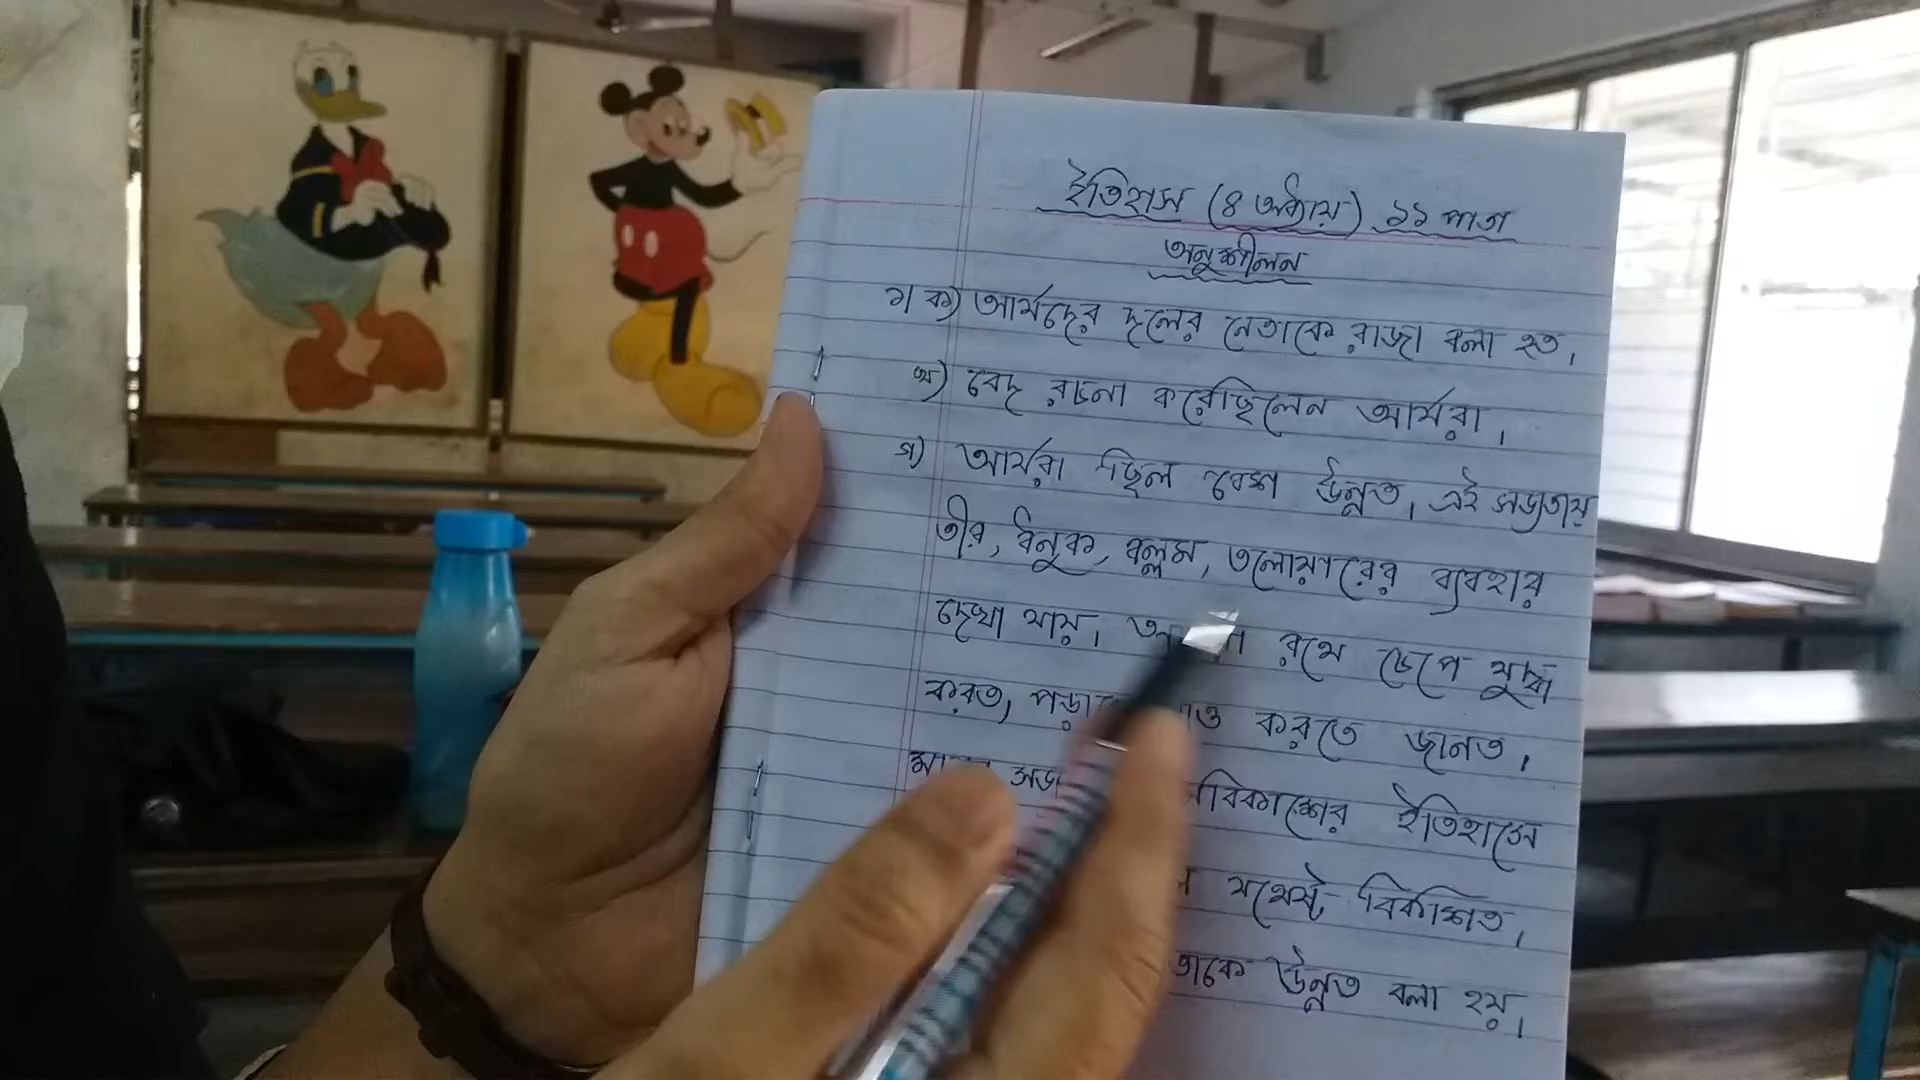 ইতিহাস (৪ অধ্যায়) ১১ পাতা
অনুশীলন
১। ক) আর্যদের দলের নেতাকে রাজা বলা হত।
খ) বেদ রচনা করেছিলেন আর্যরা।
গ) আর্যরা ছিল বেশ উন্নত। এই সভ্যতায়
তীর, ধনুক, বল্লম, তলোয়ারের ব্যবহার
দেখা যায়। রথে চেপে যুদ্ধ
করত, করতে জানত।
ইতিহাসে
যথেষ্ট বিকশিত।
উন্নত বলা হয়।